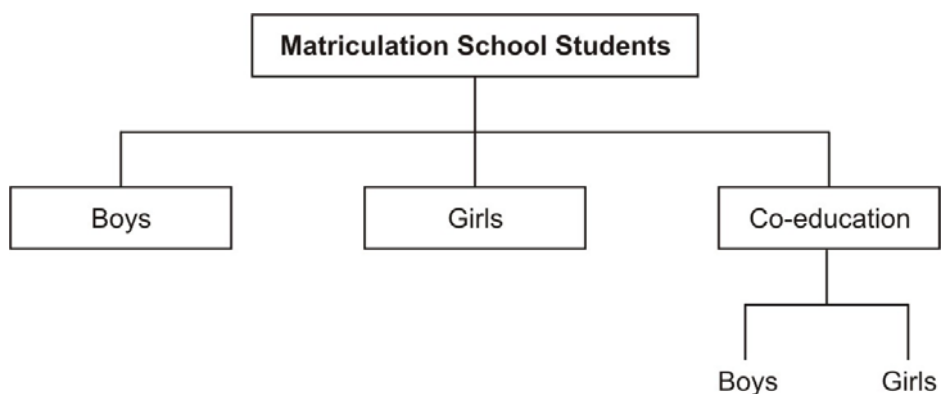 Matriculation School Students
Boys
Girls
Co-education
Boys
Girls